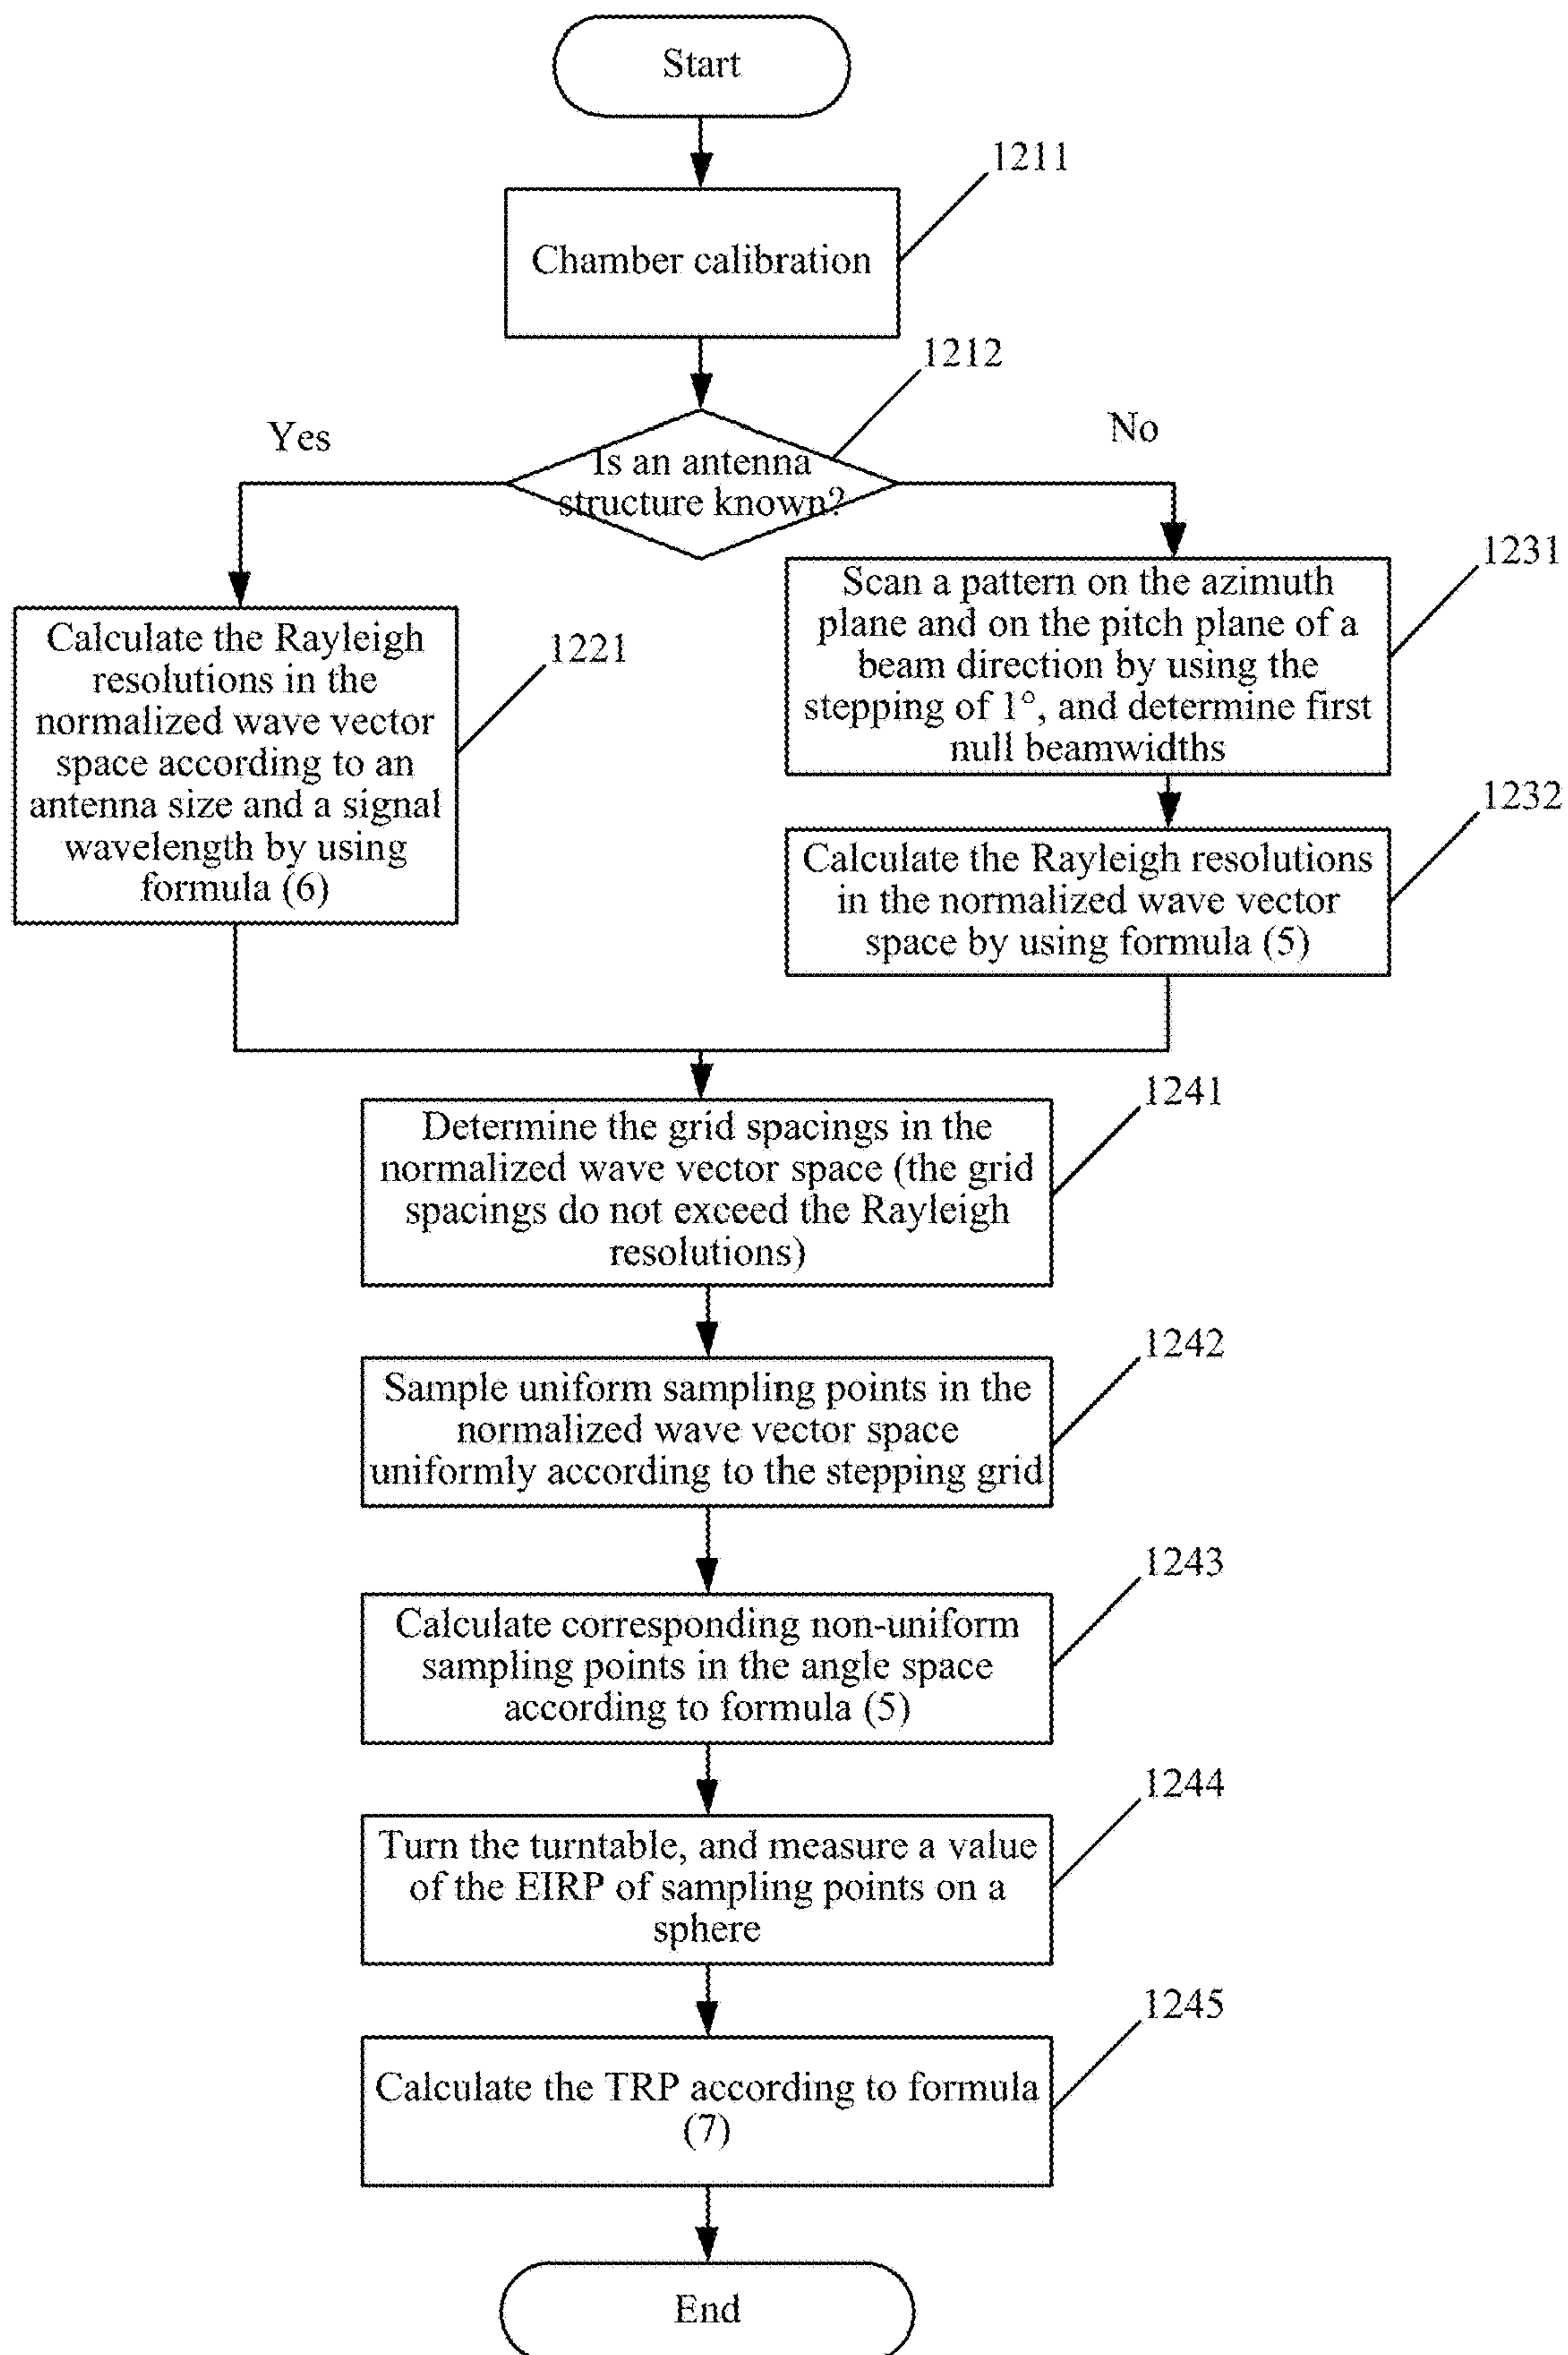 Start
1211
Chamber calibration
1212
Yes
No
Is an antenna
structure known?
1231
Scan a pattern on the azimuth
plane and on the pitch plane of a
beam direction by using the
stepping of 1°, and determine first
null beamwidths
1221
Calculate the Rayleigh
resolutions in the
normalized wave vector
space according to an
antenna size and a signal
wavelength by using
formula (6)
1232
Calculate the Rayleigh resolutions
in the normalized wave vector
space by using formula (5)
1241
Determine the grid spacings in the
normalized wave vector space (the grid
spacings do not exceed the Rayleigh
resolutions)
1242
Sample uniform sampling points in the
normalized wave vector space
uniformly according to the stepping grid
1243
Calculate corresponding non-uniform
sampling points in the angle space
according to formula (5)
1244
Turn the turntable, and measure a value
of the EIRP of sampling points on a
sphere
1245
Calculate the TRP according to formula
(7)
End